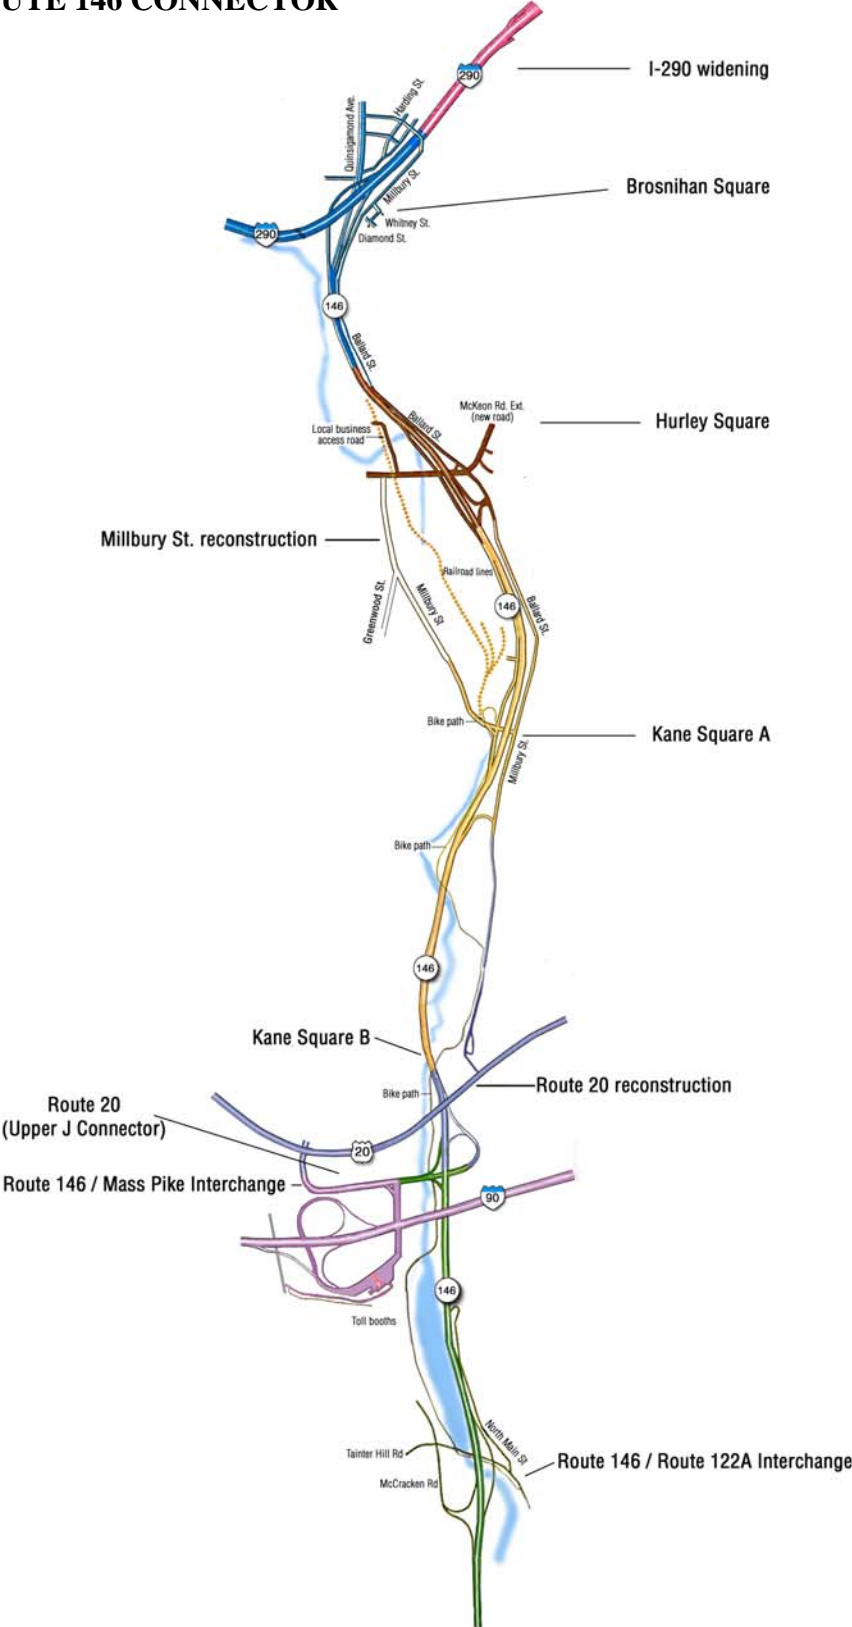 UTE 146 CONNECTOR
290
I-290 widening
Harding St.
Quinsigamond Ave.
Millbury St.
Brosnihan Square
Whitney St.
290
Diamond St.
146
Ballard St.
McKeon Rd. Ext.
(new road)
Ballard St.
Hurley Square
Local business
access road
Millbury St. reconstruction
Railroad lines
Greenwood St.
Millbury St
146
Ballard St.
Bike path
Kane Square A
Millbury St.
Bike path
146
Kane Square B
Route 20 reconstruction
Bike path
Route 20
(Upper J Connector)
20
Route 146 / Mass Pike Interchange
90
146
Toll booths
North Main St
Tainter Hill Rd
Route 146 / Route 122A Interchange
McCracken Rd